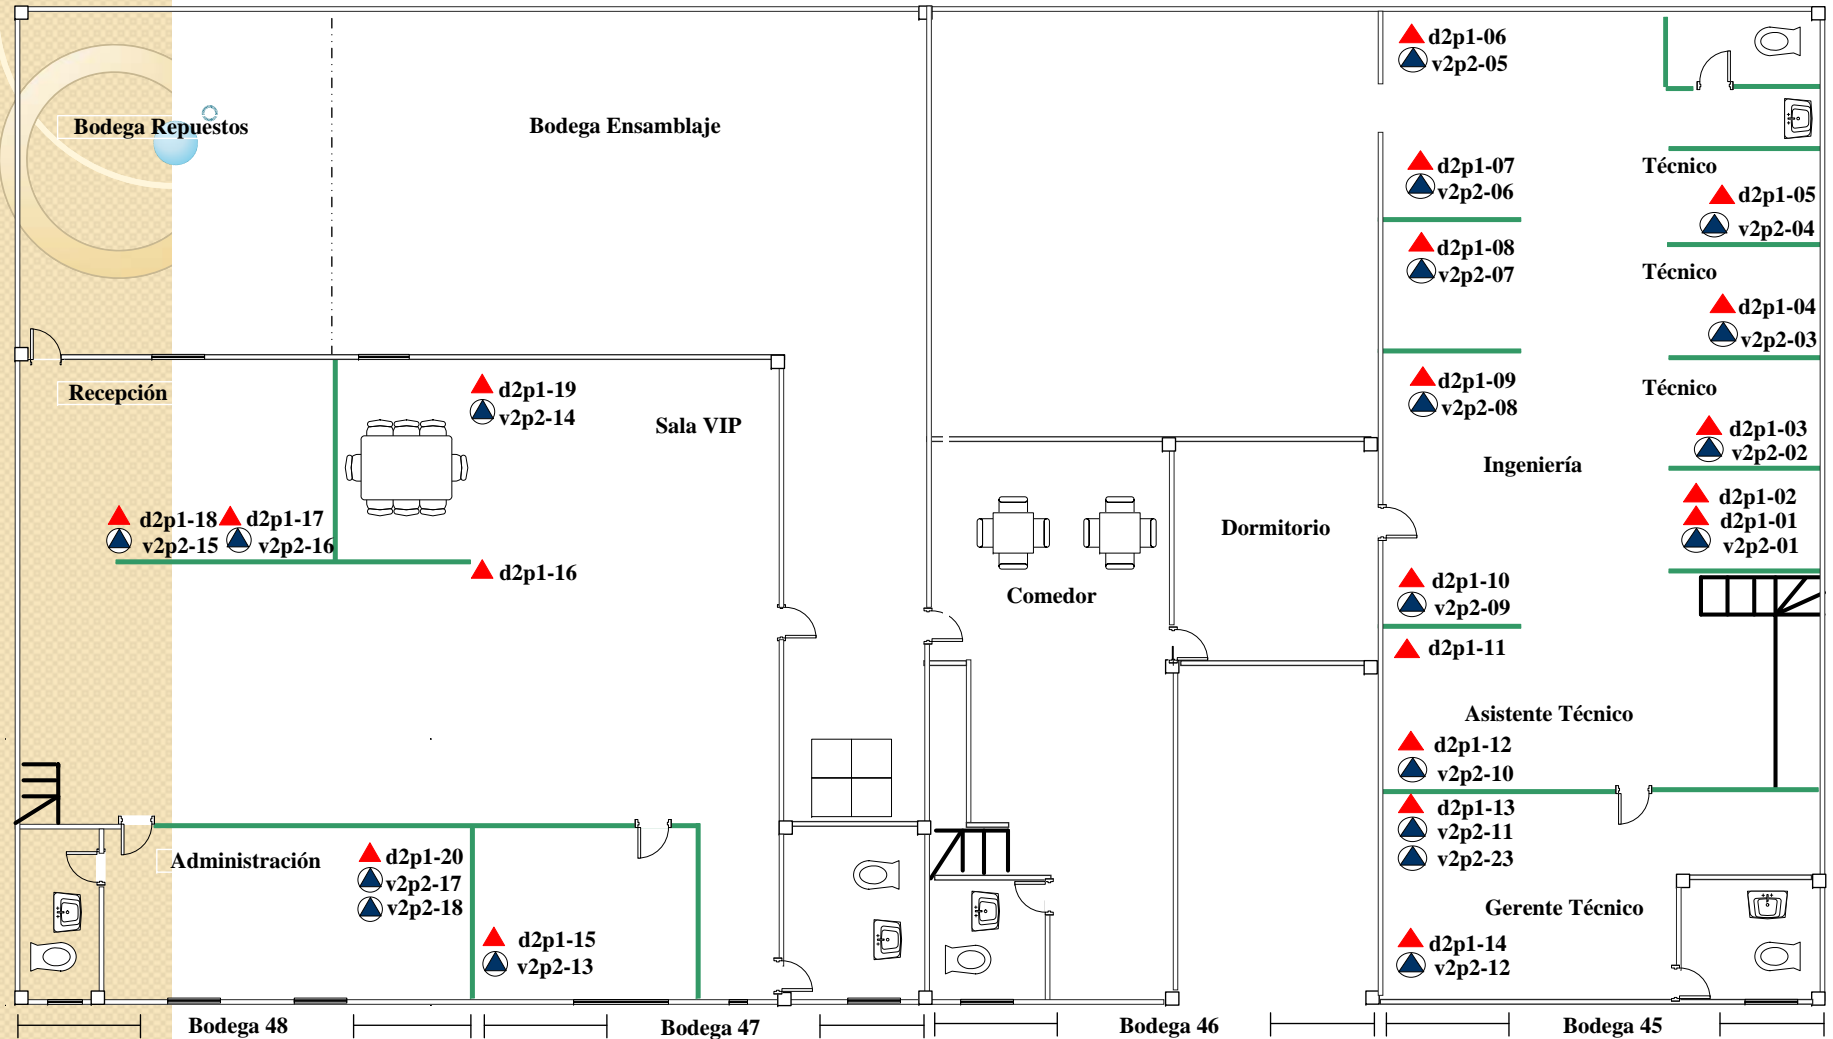 d2p1-06
v2p2-05
Bodega Repuestos
Bodega Ensamblaje
d2p1-07
v2p2-06
Técnico
d2p1-05
v2p2-04
d2p1-08
v2p2-07
Técnico
d2p1-04
v2p2-03
Recepción
d2p1-19
v2p2-14
Sala VIP
d2p1-09
v2p2-08
Técnico
d2p1-03
v2p2-02
Ingeniería
d2p1-02
d2p1-01
v2p2-01
d2p1-18
v2p2-15
d2p1-17
v2p2-16
d2p1-16
Dormitorio
Comedor
d2p1-10
v2p2-09
d2p1-11
Asistente Técnico
d2p1-12
v2p2-10
d2p1-13
v2p2-11
v2p2-23
Administración
d2p1-20
v2p2-17
v2p2-18
d2p1-15
v2p2-13
Gerente Técnico
d2p1-14
v2p2-12
Bodega 48
Bodega 47
Bodega 46
Bodega 45